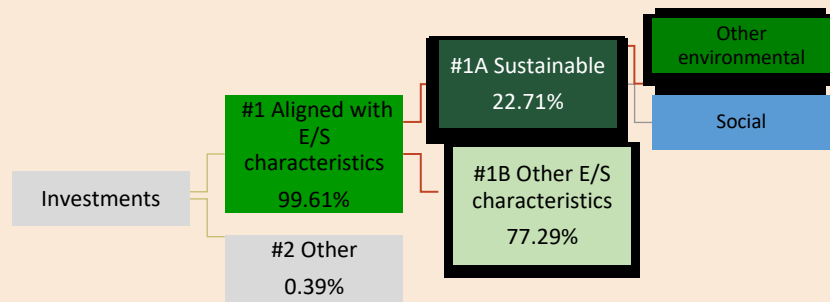 Investments
#1 Aligned with
E/S
characteristics
99.61%
#2 Other
0.39%
#1A Sustainable
22.71%
#1B Other E/S
characteristics
77.29%
Other
environmental
Social